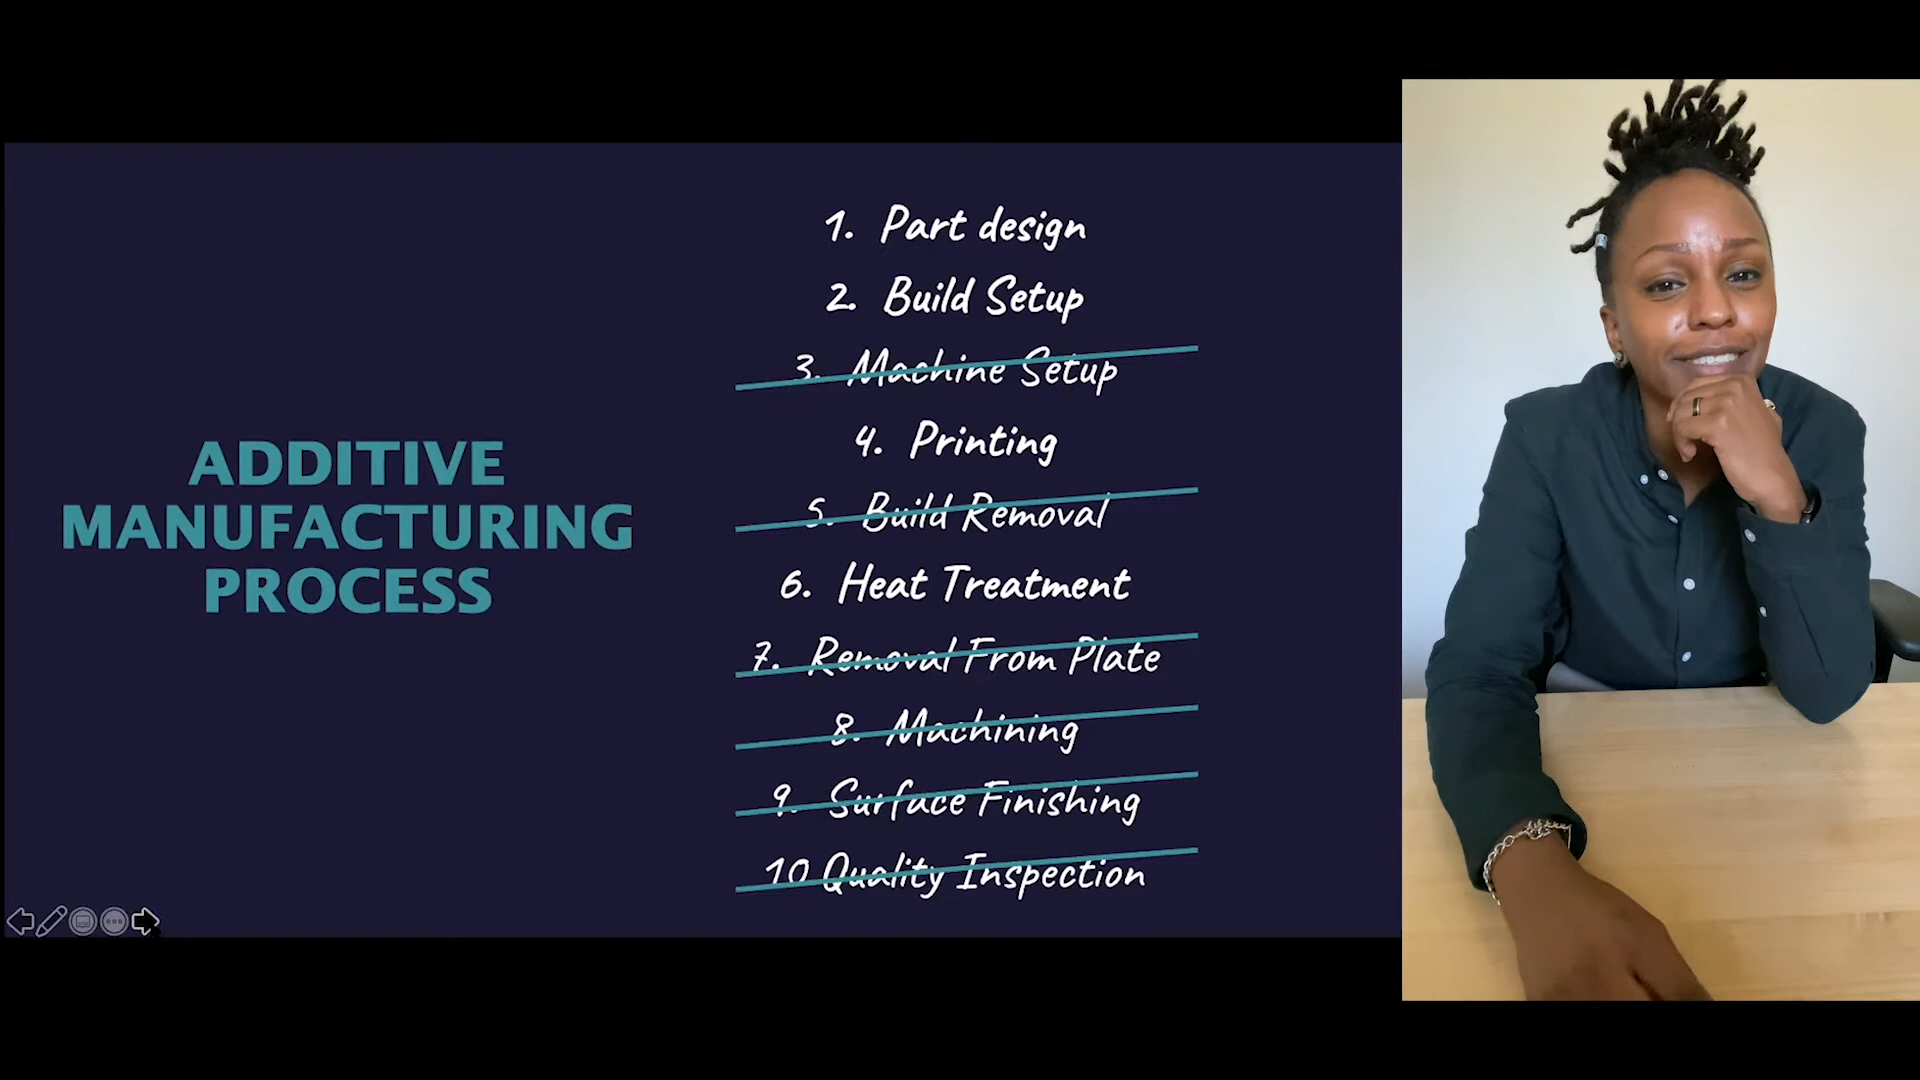 ADDITIVE
MANUFACTURING
PROCESS
1. Part design
2. Build Setup
3. Machine Setup
4. Printing
5. Build Removal
6. Heat Treatment
7. Removal From Plate
8. Machining
9. Surface Finishing
10 Quality Inspection